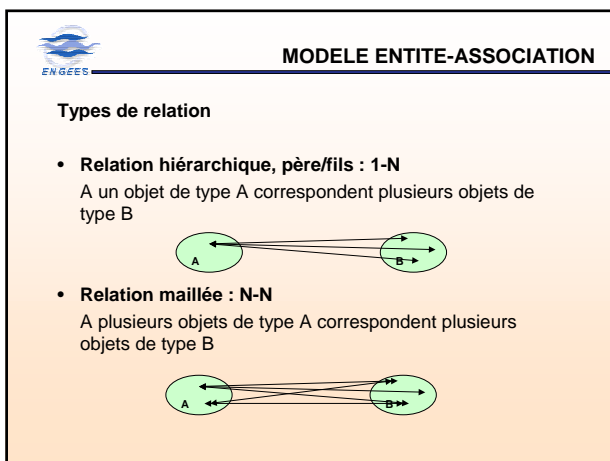 ENGEES
MODELE ENTITE-ASSOCIATION
Types de relation
• Relation hiérarchique, père/fils : 1-N
A un objet de type A correspondent plusieurs objets de
type B
A
B
• Relation maillée : N-N
A plusieurs objets de type A correspondent plusieurs
objets de type B
A
B